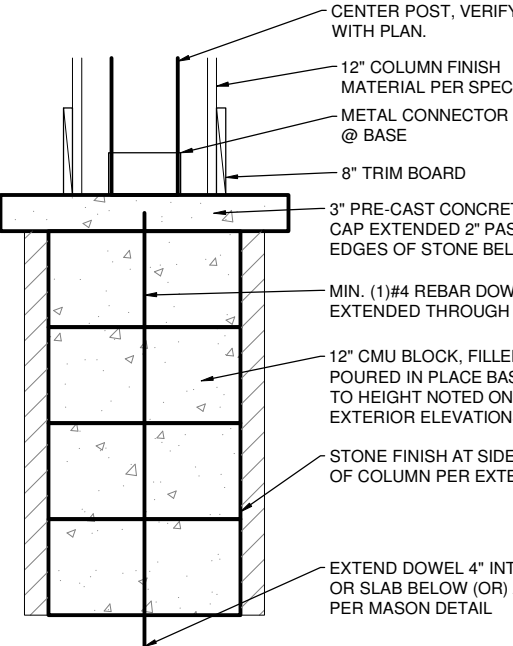 CENTER POST, VERIFY
WITH PLAN.
12" COLUMN FINISH
MATERIAL PER SPEC
METAL CONNECTOR
@ BASE
8" TRIM BOARD
3" PRE-CAST CONCRET
CAP EXTENDED 2" PAS
EDGES OF STONE BEL
MIN. (1)#4 REBAR DOW
EXTENDED THROUGH
12" CMU BLOCK, FILLE
POURED IN PLACE BAS
TO HEIGHT NOTED ON
EXTERIOR ELEVATION
STONE FINISH AT SIDE
OF COLUMN PER EXTE
EXTEND DOWEL 4" INT
OR SLAB BELOW (OR)
PER MASON DETAIL